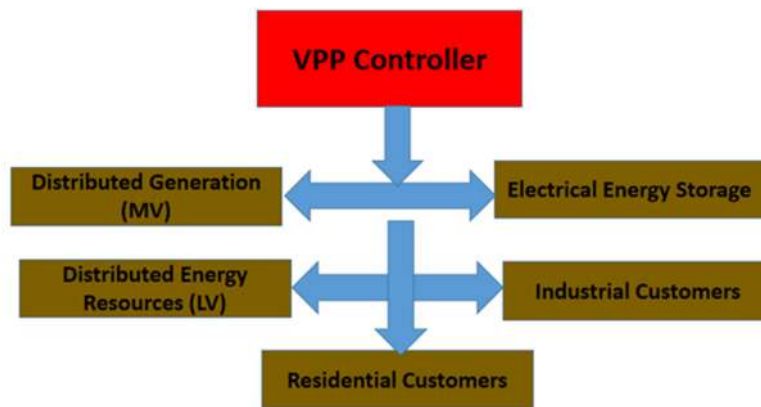 VPP Controller
Distributed Generation
(MV)
Electrical Energy Storage
Distributed Energy
Resources (LV)
Industrial Customers
Residential Customers